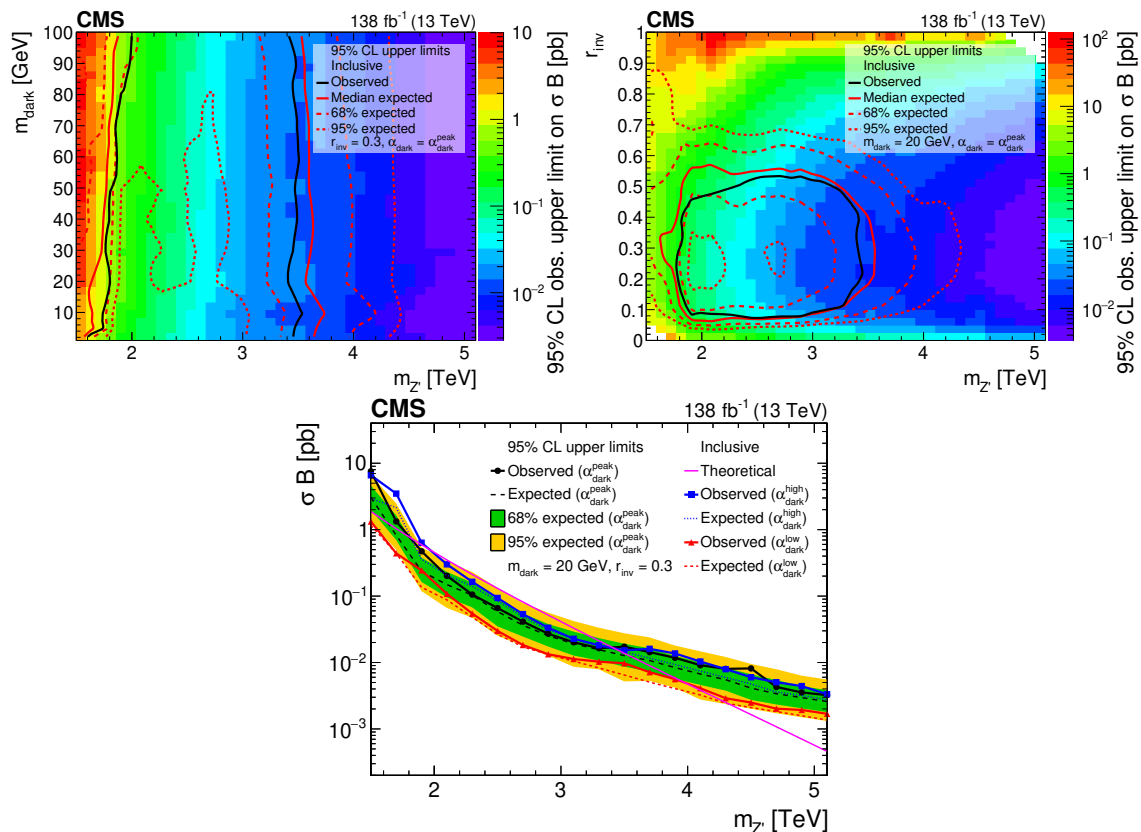 CMS 138 fb⁻¹ (13 TeV)
m_dark [GeV]
100
90
80
70
60
50
40
30
20
10
95% CL upper limits
Inclusive
Observed
Median expected
68% expected
95% expected
r_inv = 0.3, α_dark = α_dark^peak
2 3 4 5
m_Z' [TeV]
10
1
10⁻¹
10⁻²
95% CL obs. upper limit on σ B [pb]
CMS 138 fb⁻¹ (13 TeV)
r_inv
1
0.9
0.8
0.7
0.6
0.5
0.4
0.3
0.2
0.1
0
95% CL upper limits
Inclusive
Observed
Median expected
68% expected
95% expected
m_dark = 20 GeV, α_dark = α_dark^peak
2 3 4 5
m_Z' [TeV]
10²
10
1
10⁻¹
10⁻²
95% CL obs. upper limit on σ B [pb]
CMS 138 fb⁻¹ (13 TeV)
σ B [pb]
10
1
10⁻¹
10⁻²
10⁻³
95% CL upper limits
Observed (α_dark^peak)
Expected (α_dark^peak)
68% expected (α_dark^peak)
95% expected (α_dark^peak)
m_dark = 20 GeV, r_inv = 0.3
Inclusive
Theoretical
Observed (α_dark^high)
Expected (α_dark^high)
Observed (α_dark^low)
Expected (α_dark^low)
2 3 4 5
m_Z' [TeV]